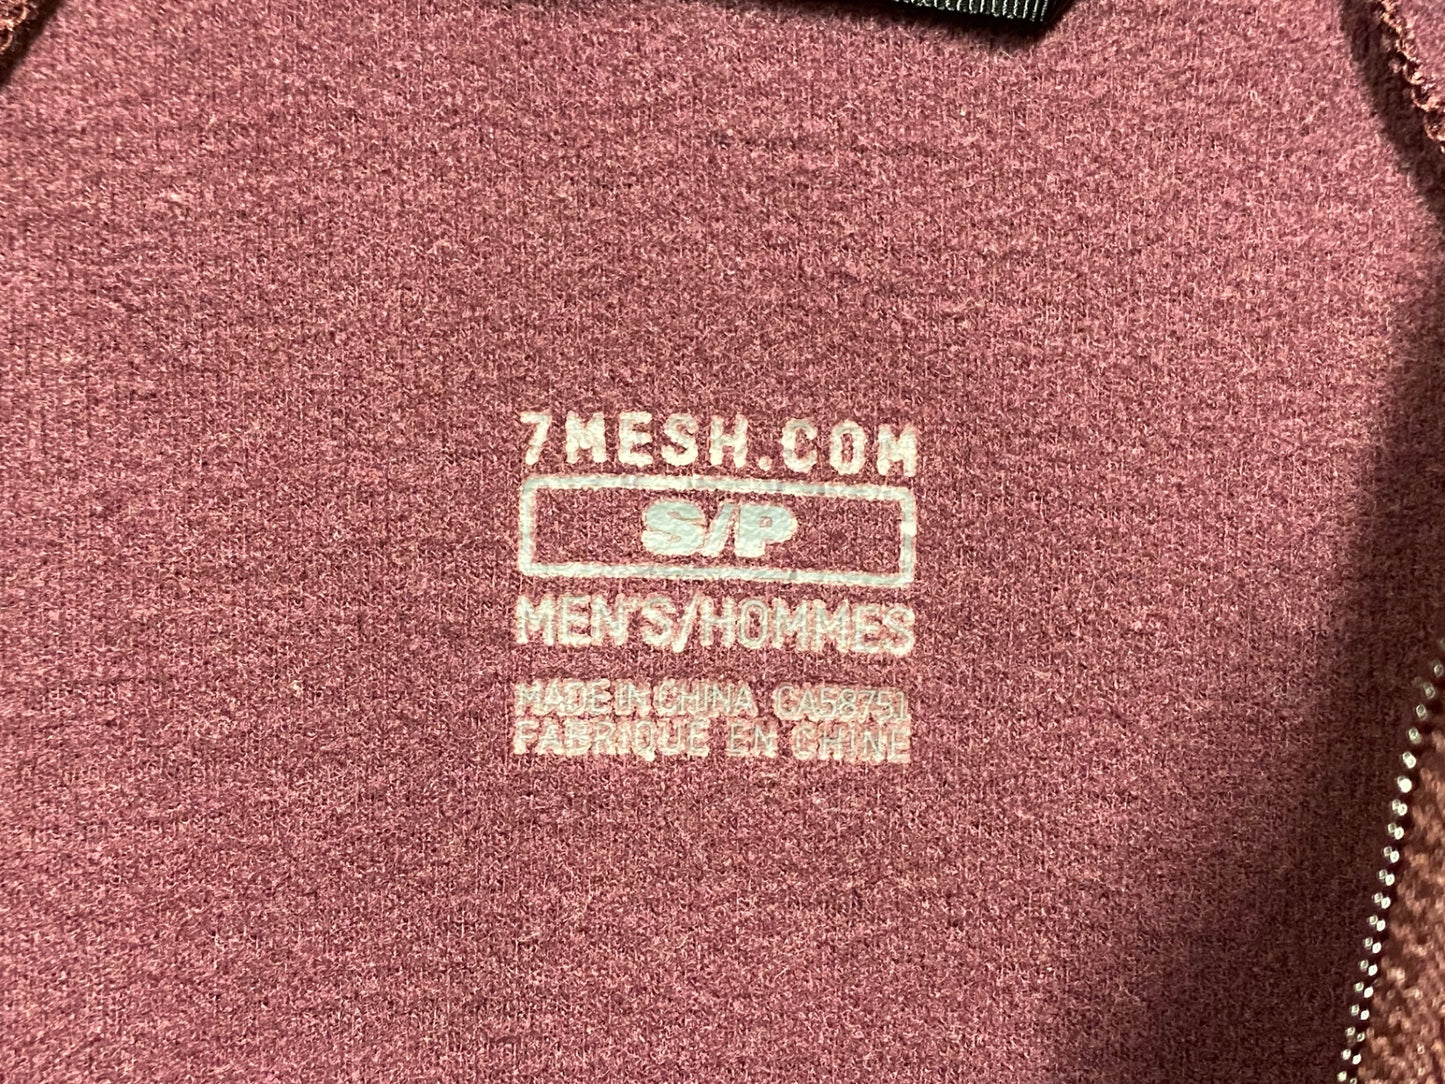 7MESH.COM
S/P
MEN'S/HOMMES
MADE IN CHINA CA58751
FABRIQUE EN CHINE